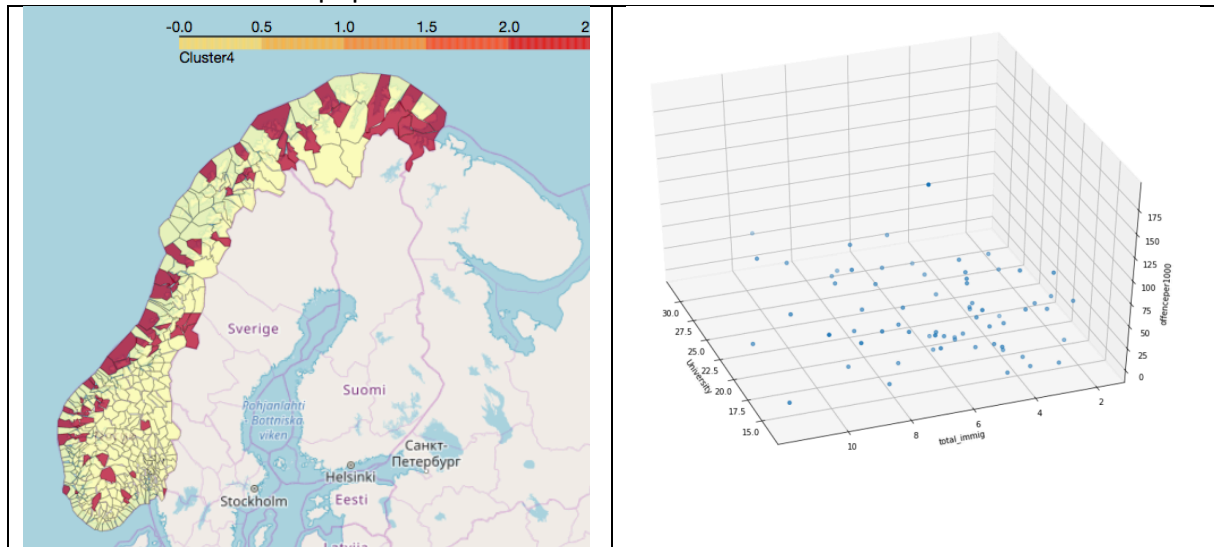 -0.0 0.5 1.0 1.5 2.0 2
Cluster4
Sverige
Suomi
Pohjanlahti
Bottniska
viken
Санкт-
Петербург
Helsinki
Stockholm
Eesti
30.0
27.5
25.0
22.5
20.0
17.5
15.0
University
10 8 6 4 2
total_immig
175
150
125
100
75
50
25
0
offenceper1000